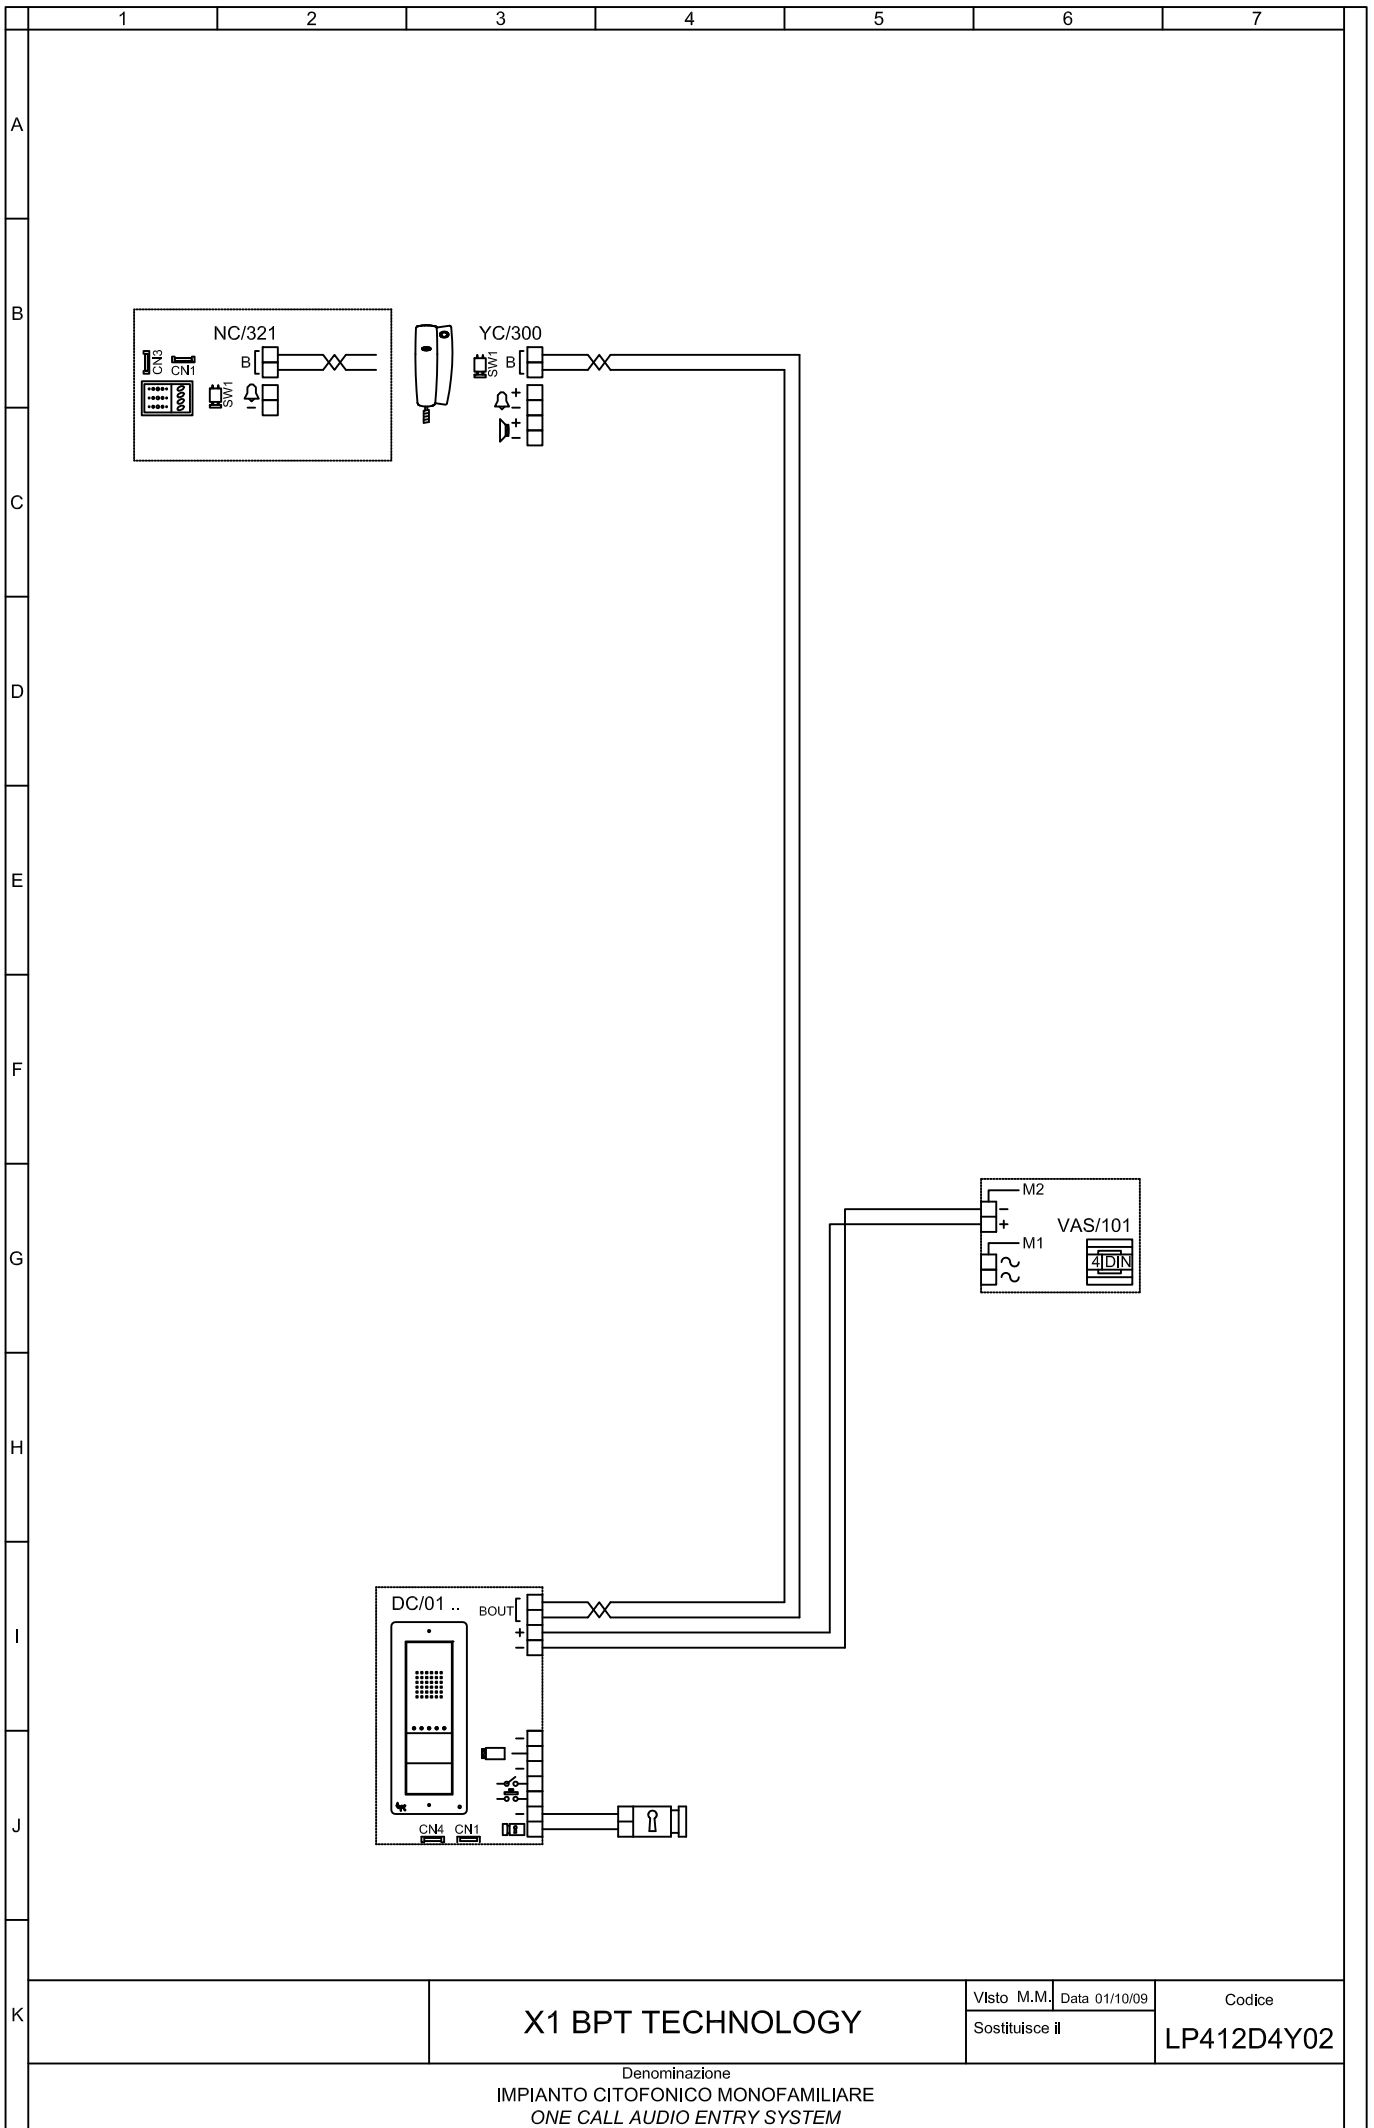 1 2 3 4 5 6 7
A
B
C
D
E
F
G
H
I
J
K
NC/321
CN3
CN1
SW1
B
-
YC/300
SW1
B
+
-
+
-
M2
-
+
VAS/101
M1
4 DIN
DC/01 ..
BOUT
+
-
-
-
-
CN4 CN1
X1 BPT TECHNOLOGY
Visto M.M. Data 01/10/09
Sostituisce il
Codice
LP412D4Y02
Denominazione
IMPIANTO CITOFONICO MONOFAMILIARE
ONE CALL AUDIO ENTRY SYSTEM